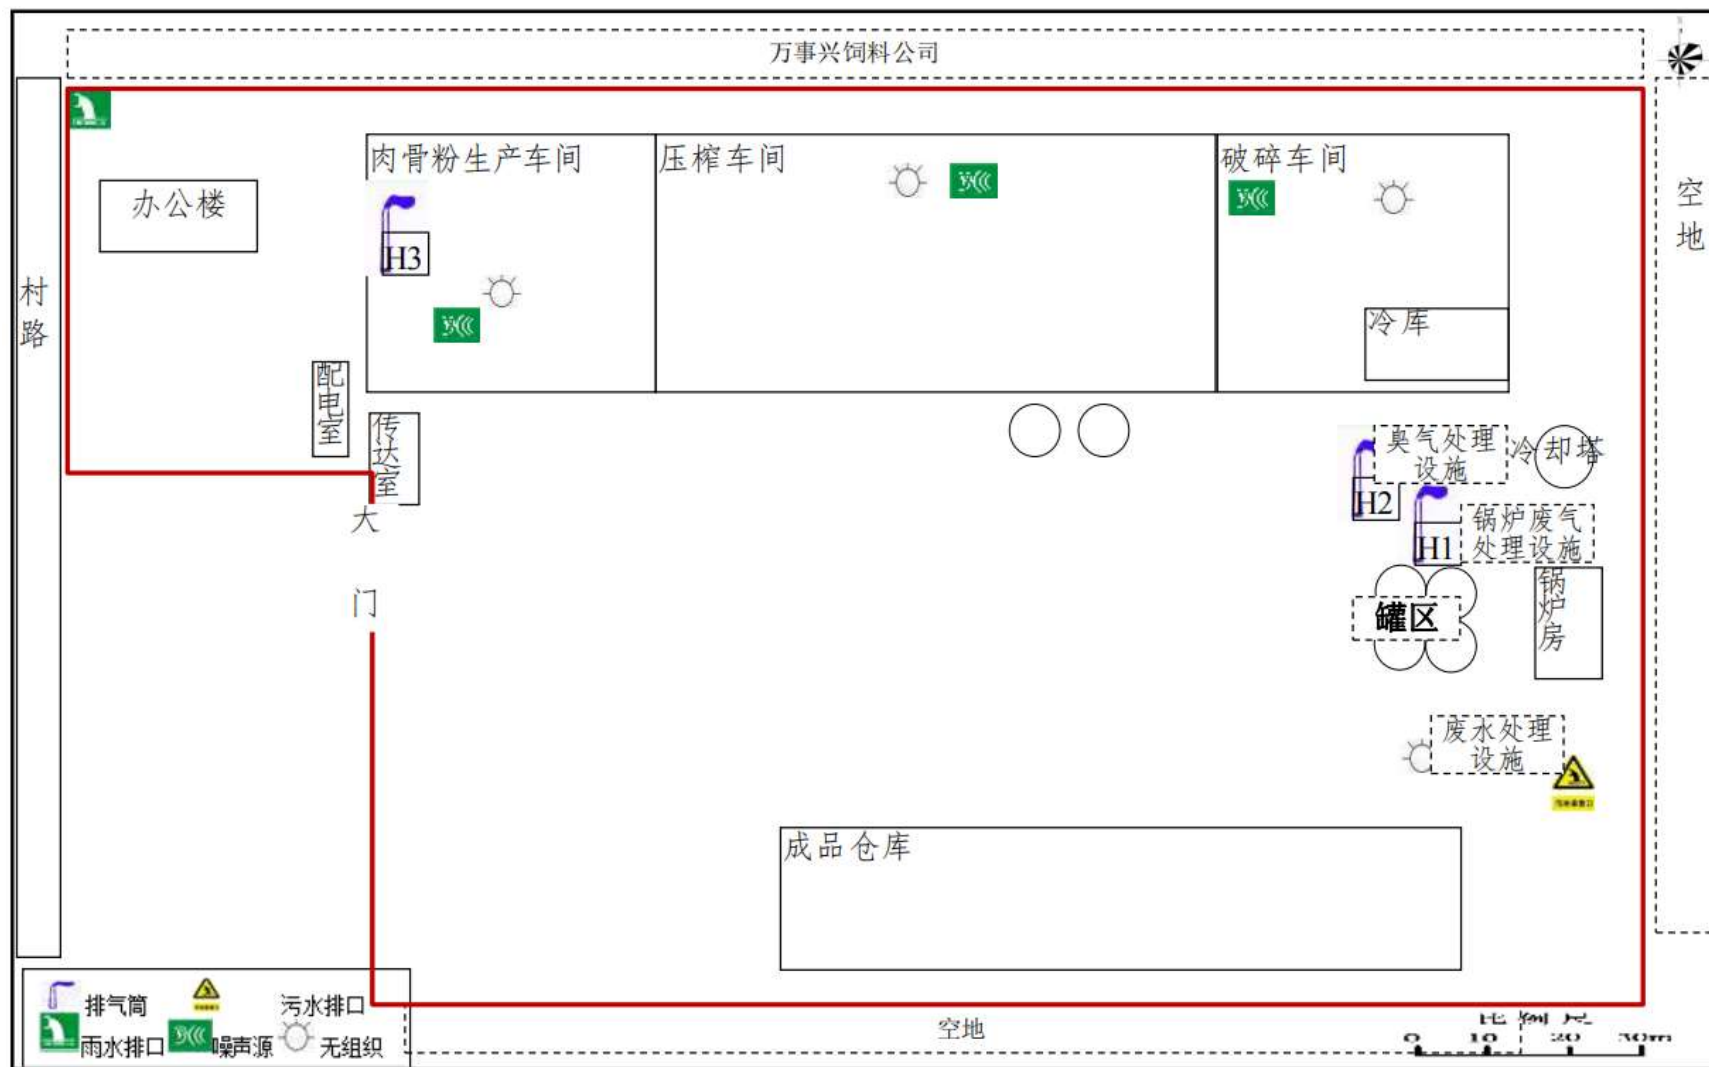 万事兴饲料公司
肉骨粉生产车间
压榨车间
破碎车间
办公楼
空
地
H3
村
路
冷库
配
电
室
传
达
室
臭气处理
设施
冷却塔
H2
大
门
锅炉废气
处理设施
H1
罐区
锅
炉
房
废水处理
设施
成品仓库
排气筒
污水排口
雨水排口
噪声源
无组织
空地
0 10 20 30m